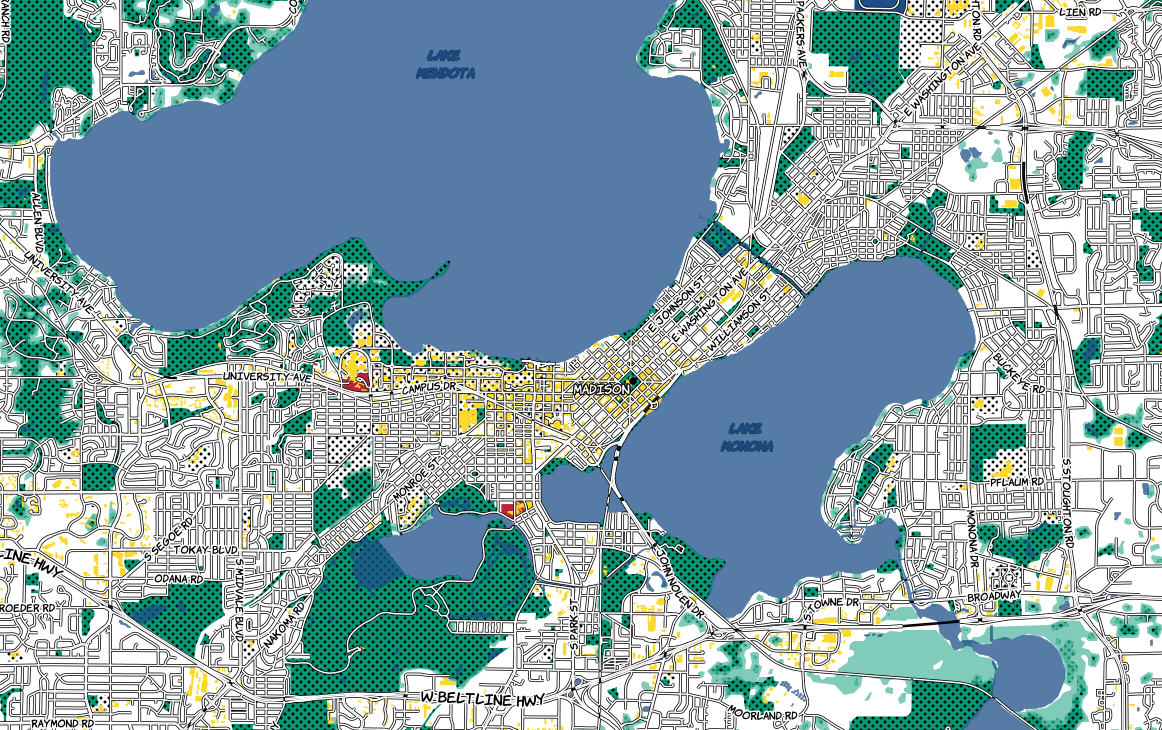 LIEN RD
PACKERS AVE
E WASHINGTON AVE
LAKE
MENDOTA
ALLEN BLVD
UNIVERSITY AVE
E JOHNSON ST
E WASHINGTON AVE
WILLIAMSON ST
UNIVERSITY AVE
CAMPUS DR
MADISON
BUCKEYE RD
LAKE
MONONA
MONROE ST
PFLAUM RD
S STOUGHTON RD
S SEGOE RD
TOKAY BLVD
ODANA RD
S MIDVALE BLVD
MONONA DR
LINE HWY
ROEDER RD
NAKOMA RD
S PARK ST
E JOHN NOLEN DR
S TOWNE DR
BROADWAY
W BELTLINE HWY
MOORLAND RD
RAYMOND RD